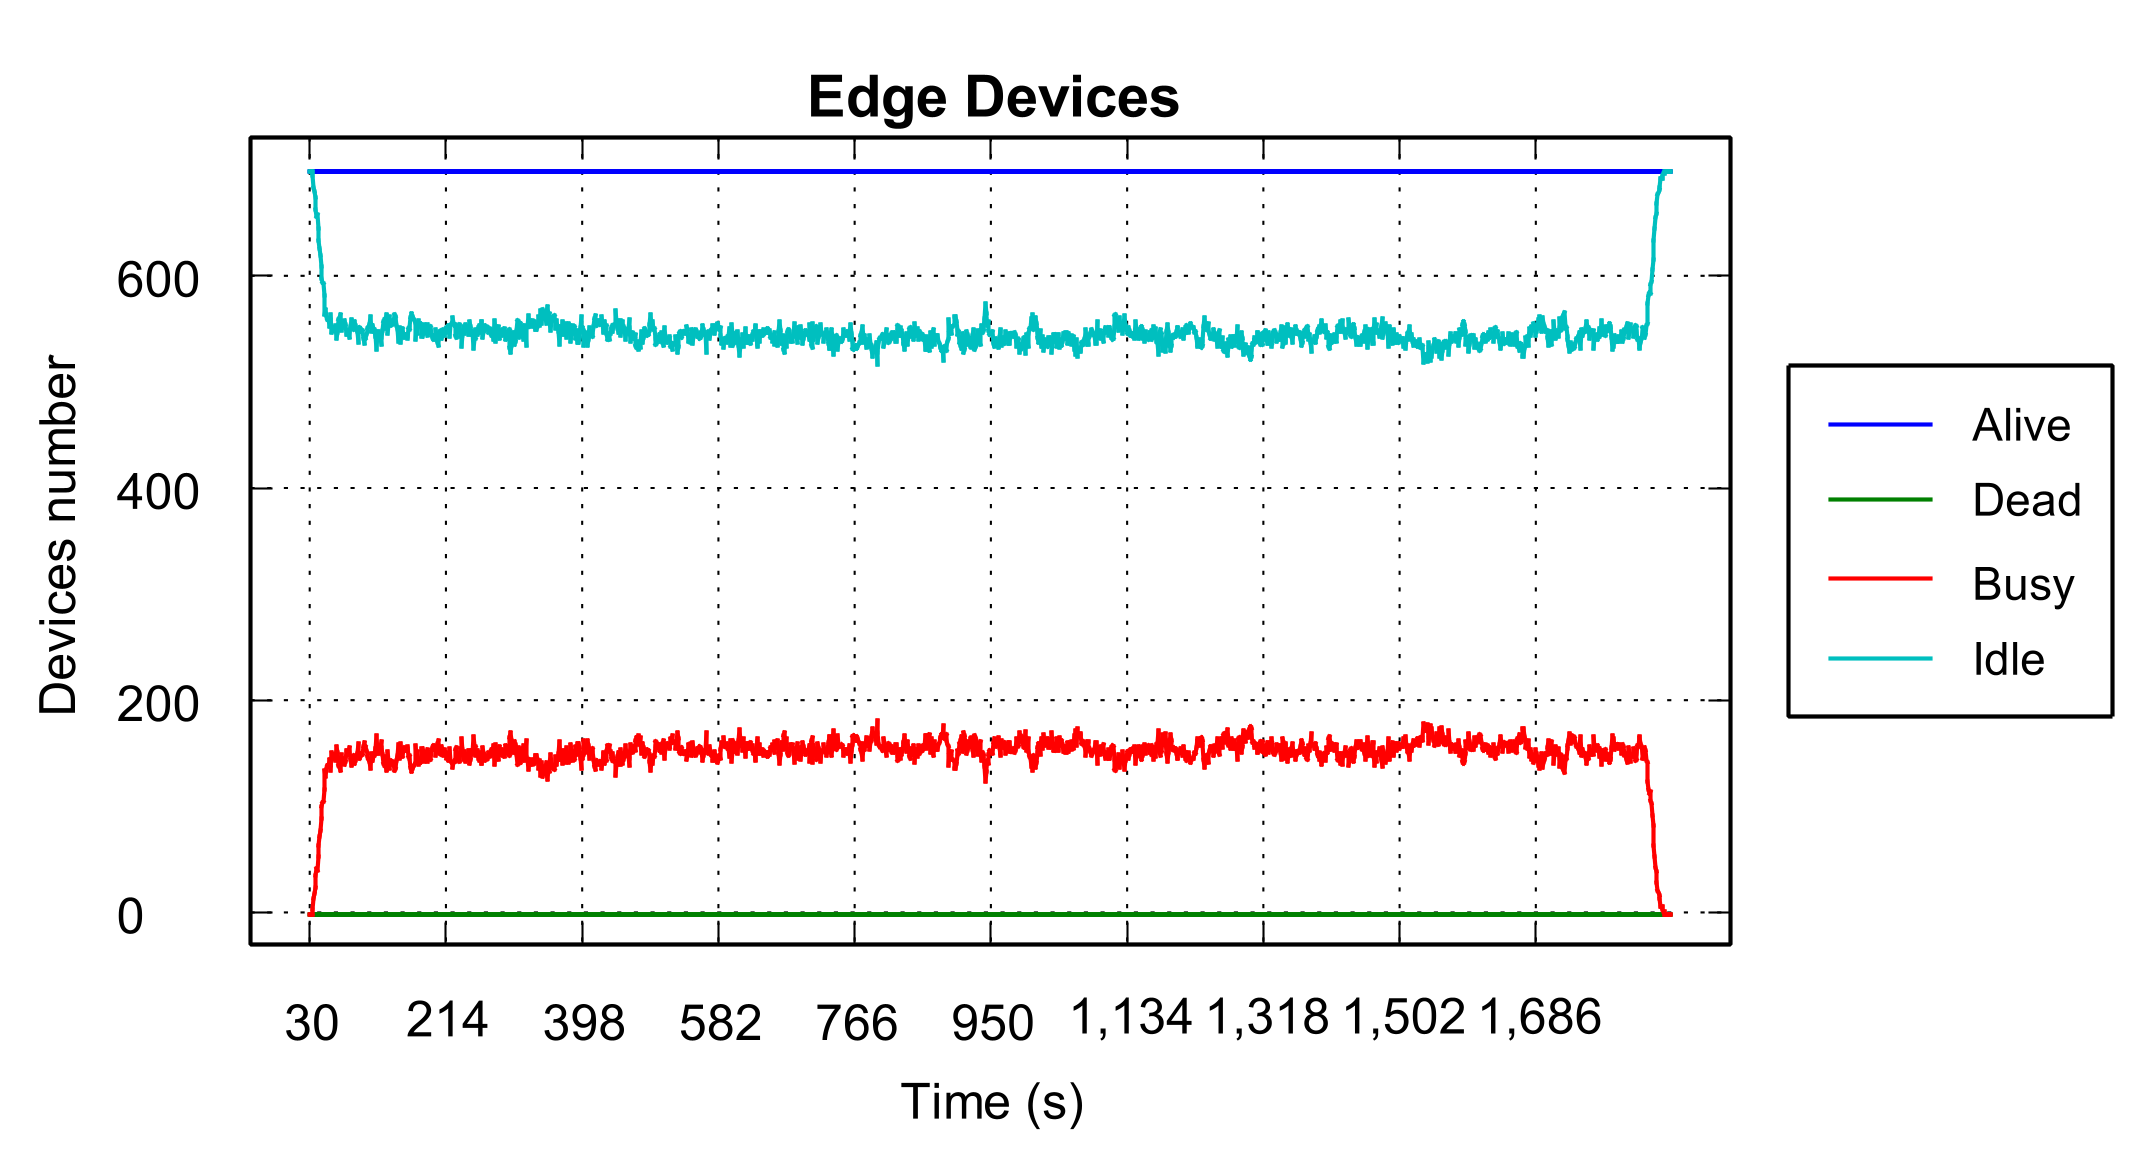 Edge Devices
600
400
200
0
Devices number
30 214 398 582 766 950 1,134 1,318 1,502 1,686
Time (s)
Alive
Dead
Busy
Idle